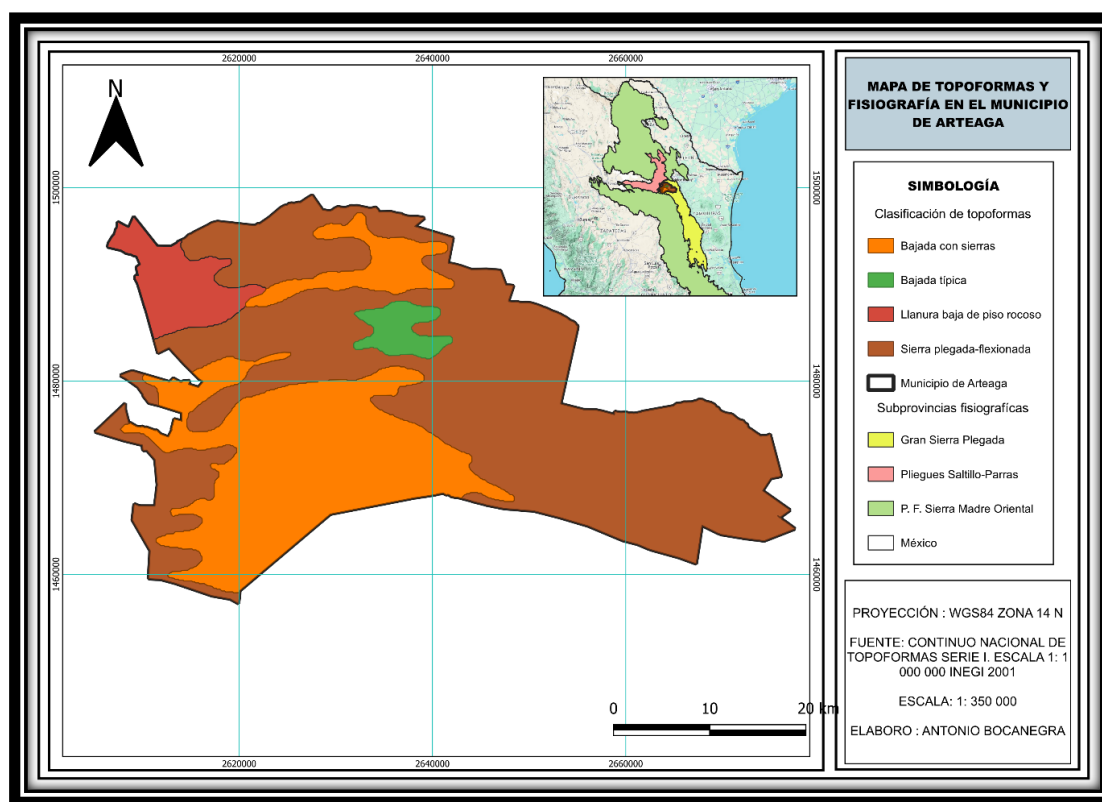 2620000
2640000
2660000
N
1500000
1500000
1480000
1480000
1460000
1460000
0
10
20 km
2620000
2640000
2660000
MAPA DE TOPOFORMAS Y
FISIOGRAFÍA EN EL MUNICIPIO
DE ARTEAGA
SIMBOLOGÍA
Clasificación de topoformas
Bajada con sierras
Bajada típica
Llanura baja de piso rocoso
Sierra plegada-flexionada
Municipio de Arteaga
Subprovincias fisiografícas
Gran Sierra Plegada
Pliegues Saltillo-Parras
P. F. Sierra Madre Oriental
México
PROYECCIÓN : WGS84 ZONA 14 N
FUENTE: CONTINUO NACIONAL DE
TOPOFORMAS SERIE I. ESCALA 1: 1
000 000 INEGI 2001
ESCALA: 1: 350 000
ELABORO : ANTONIO BOCANEGRA